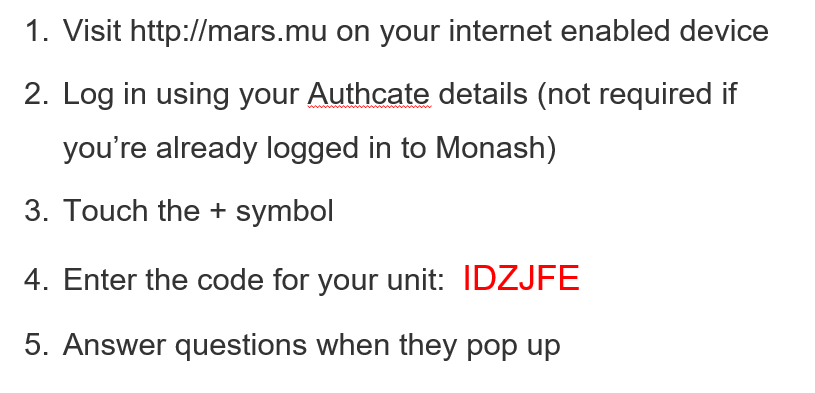 1. Visit http://mars.mu on your internet enabled device
2. Log in using your Authcate details (not required if
you’re already logged in to Monash)
3. Touch the + symbol
4. Enter the code for your unit: IDZJFE
5. Answer questions when they pop up